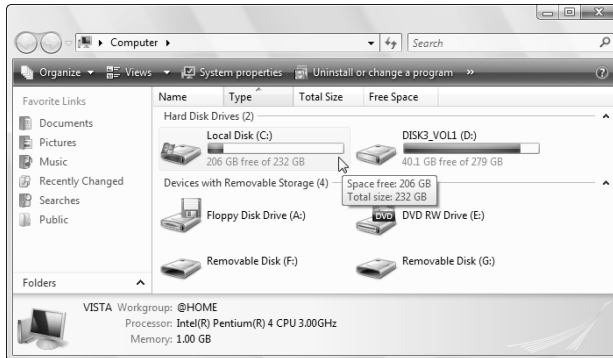 Computer
Search
Organize Views System properties Uninstall or change a program »
Favorite Links
Documents
Pictures
Music
Recently Changed
Searches
Public
Folders
Name Type Total Size Free Space
Hard Disk Drives (2)
Local Disk (C:)
206 GB free of 232 GB
DISK3_VOL1 (D:)
40.1 GB free of 279 GB
Space free: 206 GB
Total size: 232 GB
Devices with Removable Storage (4)
Floppy Disk Drive (A:)
DVD
DVD RW Drive (E:)
Removable Disk (F:)
Removable Disk (G:)
VISTA Workgroup: @HOME
Processor: Intel(R) Pentium(R) 4 CPU 3.00GHz
Memory: 1.00 GB